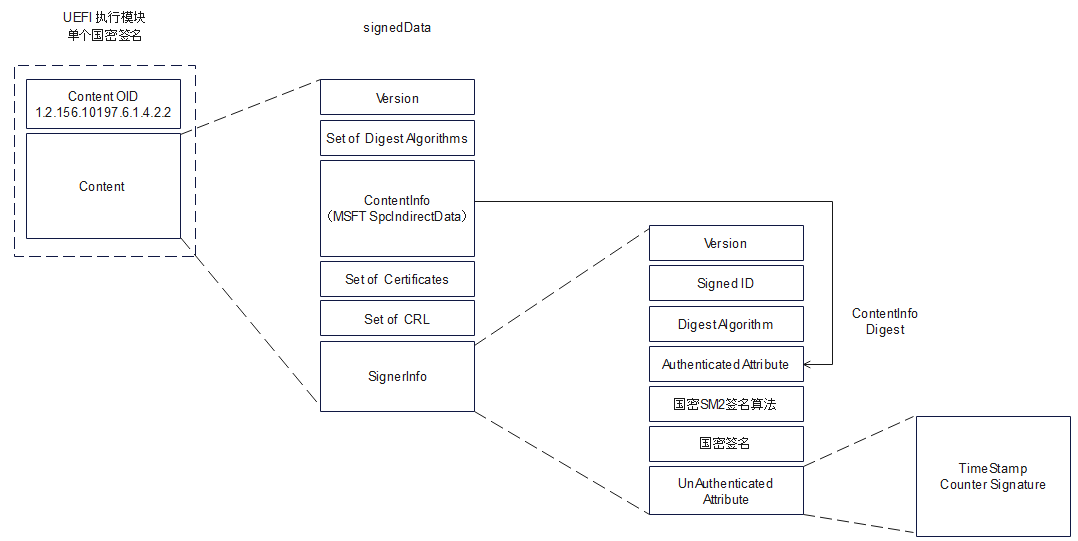 UEFI 执行模块
单个国密签名
signedData
Content OID
1.2.156.10197.6.1.4.2.2
Content
Version
Set of Digest Algorithms
ContentInfo
（MSFT SpcIndirectData）
Set of Certificates
Set of CRL
SignerInfo
Version
Signed ID
Digest Algorithm
Authenticated Attribute
国密SM2签名算法
国密签名
UnAuthenticated
Attribute
ContentInfo
Digest
TimeStamp
Counter Signature